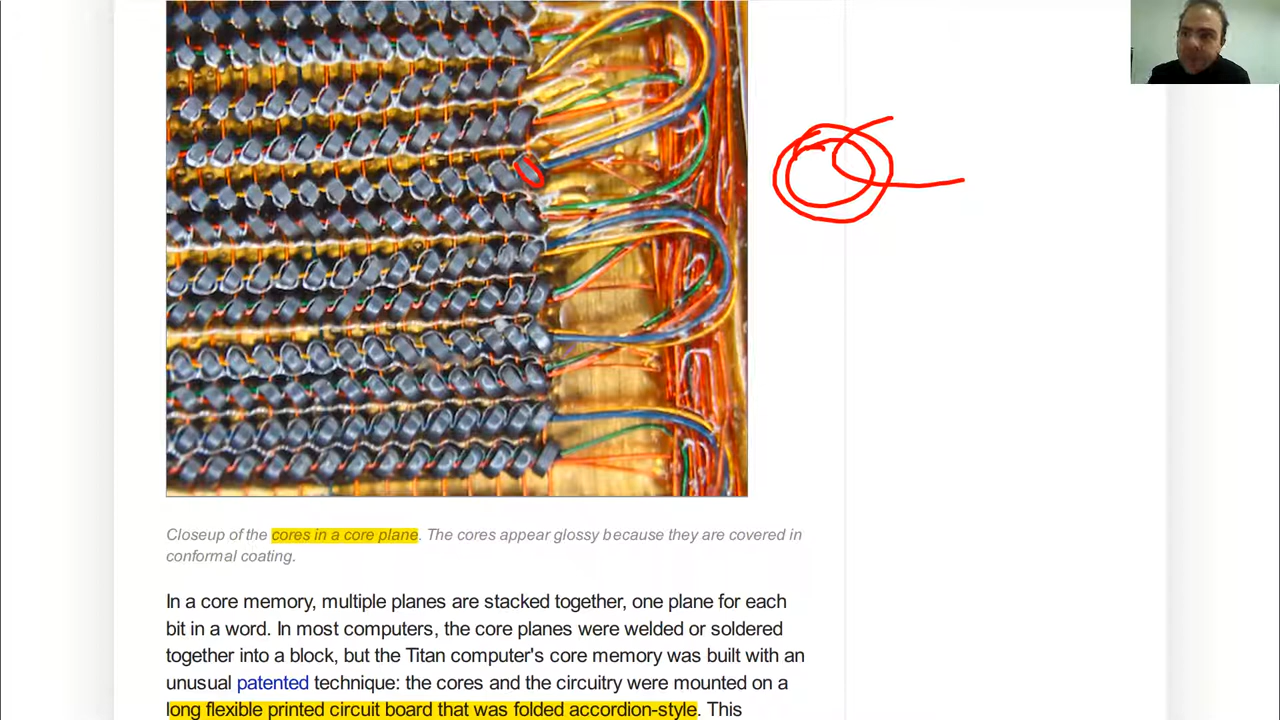 Closeup of the cores in a core plane. The cores appear glossy because they are covered in
conformal coating.
In a core memory, multiple planes are stacked together, one plane for each
bit in a word. In most computers, the core planes were welded or soldered
together into a block, but the Titan computer's core memory was built with an
unusual patented technique: the cores and the circuitry were mounted on a
long flexible printed circuit board that was folded accordion-style. This